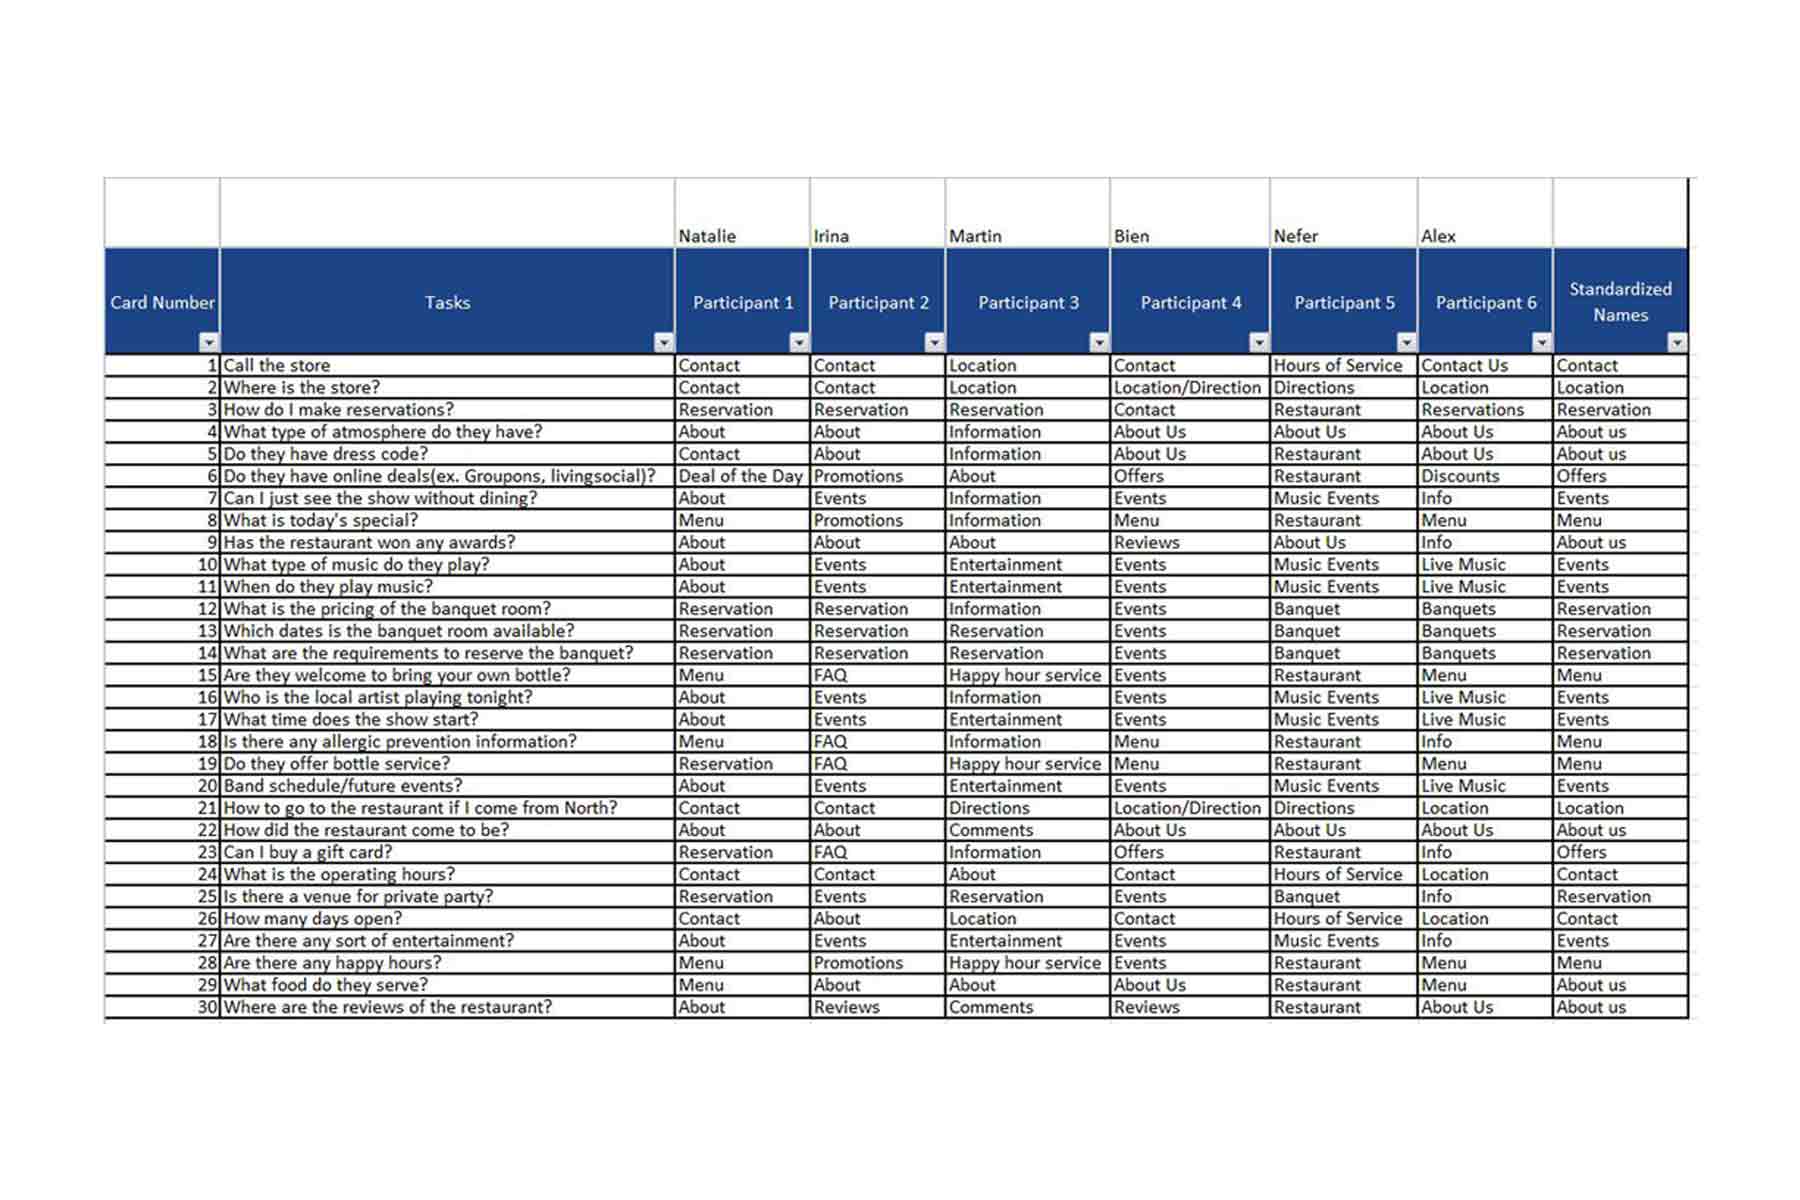 Natalie Irina Martin Bien Nefer Alex
Card Number Tasks Participant 1 Participant 2 Participant 3 Participant 4 Participant 5 Participant 6 Standardized Names
1 Call the store Contact Contact Location Contact Hours of Service Contact Us Contact
2 Where is the store? Contact Contact Location Location/Direction Directions Location Location
3 How do I make reservations? Reservation Reservation Reservation Contact Restaurant Reservations Reservation
4 What type of atmosphere do they have? About About Information About Us About Us About Us About us
5 Do they have dress code? Contact About Information About Us Restaurant About Us About us
6 Do they have online deals(ex. Groupons, livingsocial)? Deal of the Day Promotions About Offers Restaurant Discounts Offers
7 Can I just see the show without dining? About Events Information Events Music Events Info Events
8 What is today's special? Menu Promotions Information Menu Restaurant Menu Menu
9 Has the restaurant won any awards? About About About Reviews About Us Info About us
10 What type of music do they play? About Events Entertainment Events Music Events Live Music Events
11 When do they play music? About Events Entertainment Events Music Events Live Music Events
12 What is the pricing of the banquet room? Reservation Reservation Information Events Banquet Banquets Reservation
13 Which dates is the banquet room available? Reservation Reservation Reservation Events Banquet Banquets Reservation
14 What are the requirements to reserve the banquet? Reservation Reservation Reservation Events Banquet Banquets Reservation
15 Are they welcome to bring your own bottle? Menu FAQ Happy hour service Events Restaurant Menu Menu
16 Who is the local artist playing tonight? About Events Information Events Music Events Live Music Events
17 What time does the show start? About Events Entertainment Events Music Events Live Music Events
18 Is there any allergic prevention information? Menu FAQ Information Menu Restaurant Info Menu
19 Do they offer bottle service? Reservation FAQ Happy hour service Menu Restaurant Menu Menu
20 Band schedule/future events? About Events Entertainment Events Music Events Live Music Events
21 How to go to the restaurant if I come from North? Contact Contact Directions Location/Direction Directions Location Location
22 How did the restaurant come to be? About About Comments About Us About Us About Us About us
23 Can I buy a gift card? Reservation FAQ Information Offers Restaurant Info Offers
24 What is the operating hours? Contact Contact About Contact Hours of Service Location Contact
25 Is there a venue for private party? Reservation Events Reservation Events Banquet Info Reservation
26 How many days open? Contact About Location Contact Hours of Service Location Contact
27 Are there any sort of entertainment? About Events Entertainment Events Music Events Info Events
28 Are there any happy hours? Menu Promotions Happy hour service Events Restaurant Menu Menu
29 What food do they serve? Menu About About About Us Restaurant Menu About us
30 Where are the reviews of the restaurant? About Reviews Comments Reviews Restaurant About Us About us